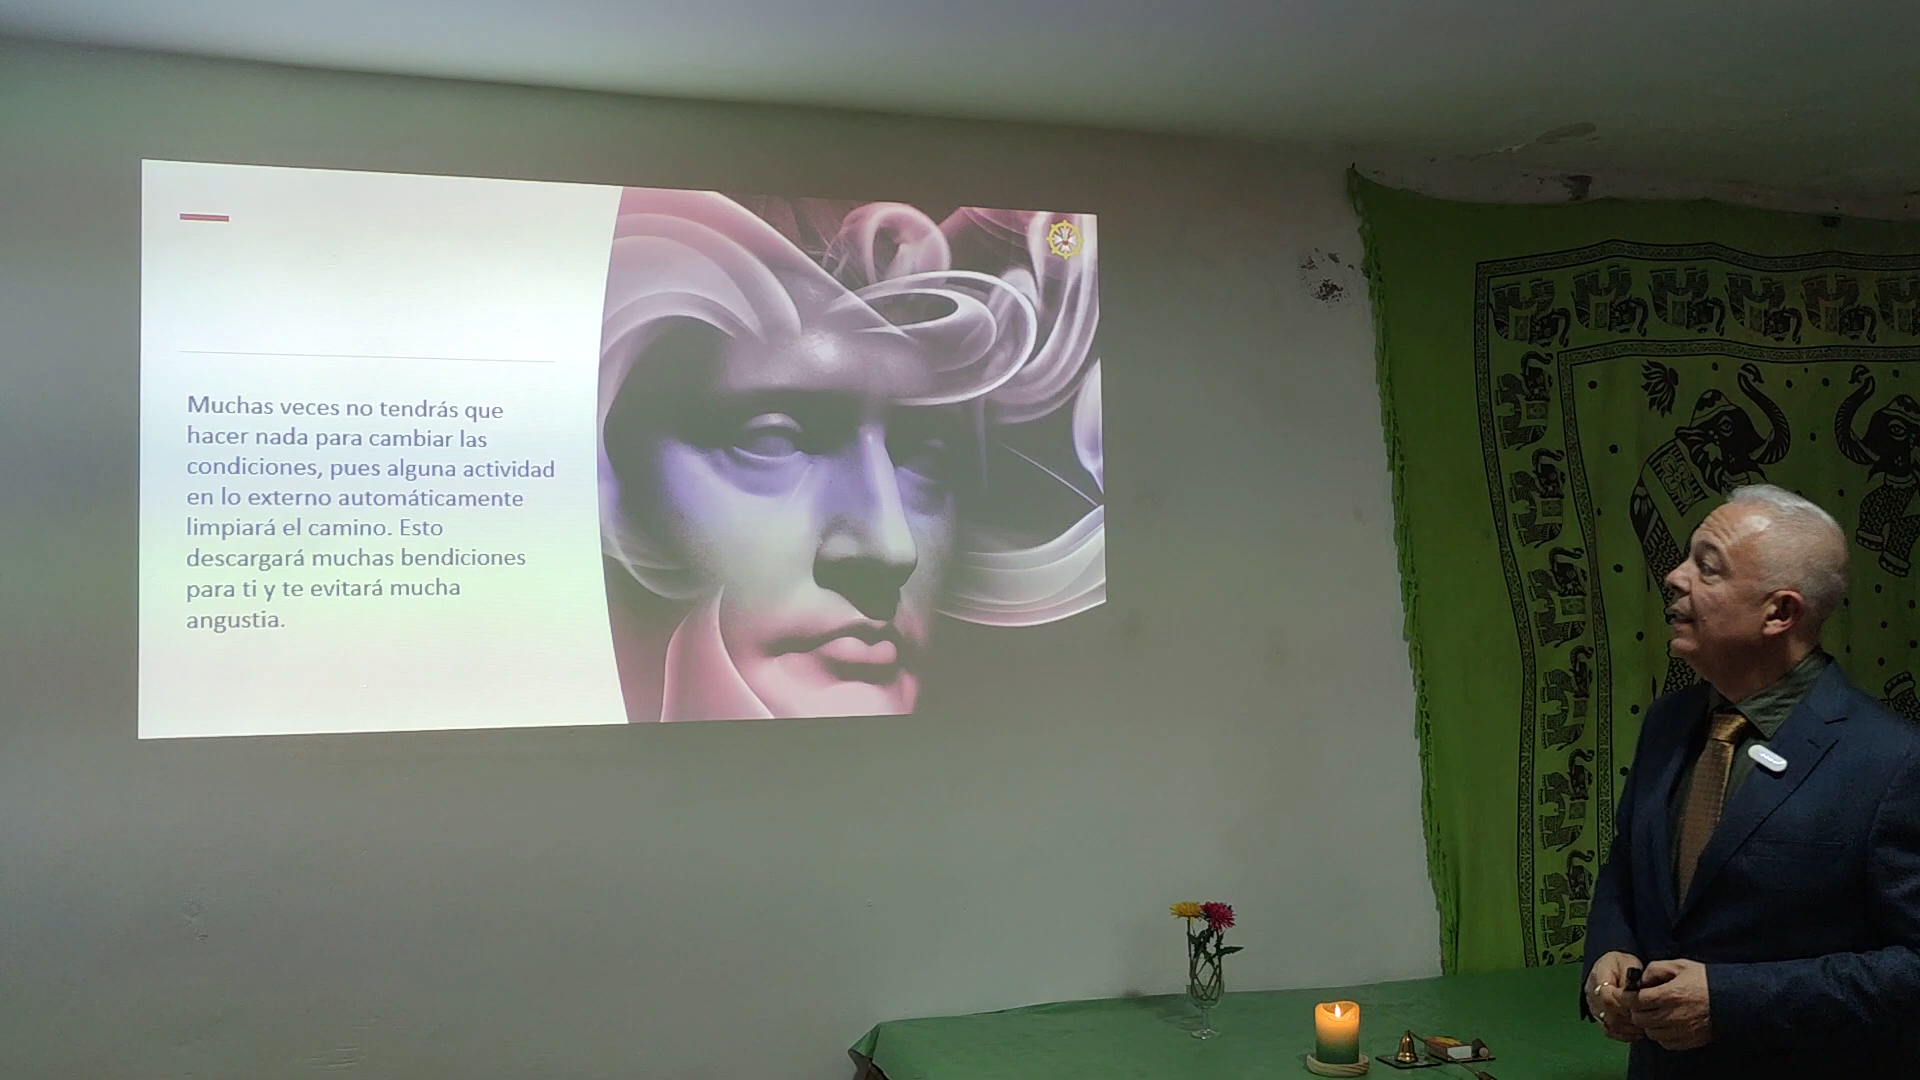 Muchas veces no tendrás que
hacer nada para cambiar las
condiciones, pues alguna actividad
en lo externo automáticamente
limpiará el camino. Esto
descargará muchas bendiciones
para ti y te evitará mucha
angustia.